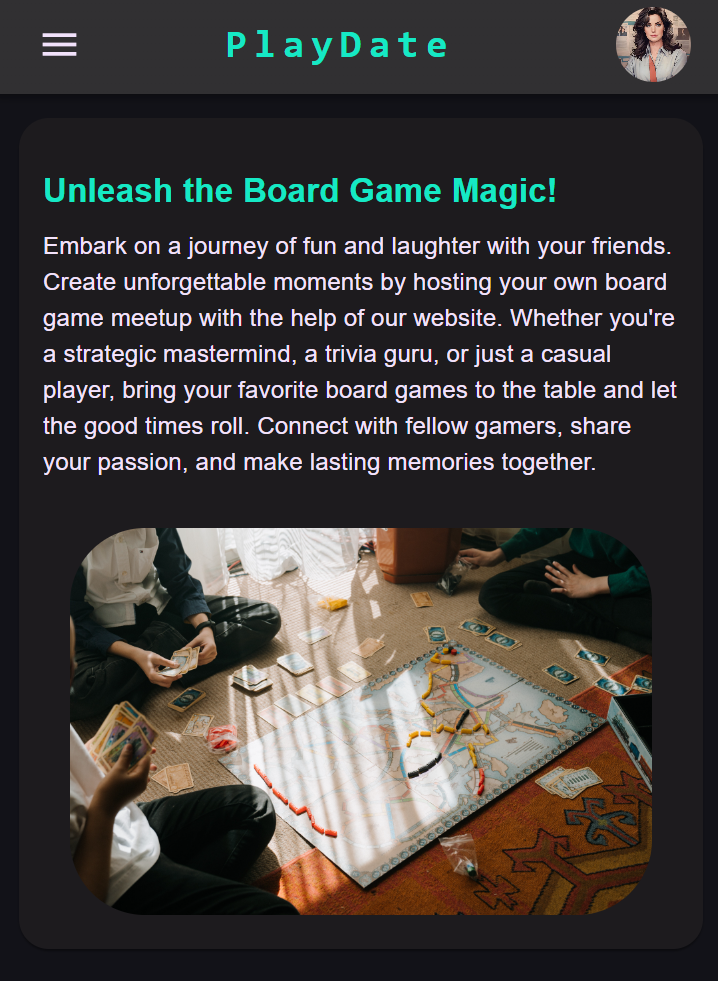 PlayDate
Unleash the Board Game Magic!
Embark on a journey of fun and laughter with your friends.
Create unforgettable moments by hosting your own board
game meetup with the help of our website. Whether you're
a strategic mastermind, a trivia guru, or just a casual
player, bring your favorite board games to the table and let
the good times roll. Connect with fellow gamers, share
your passion, and make lasting memories together.